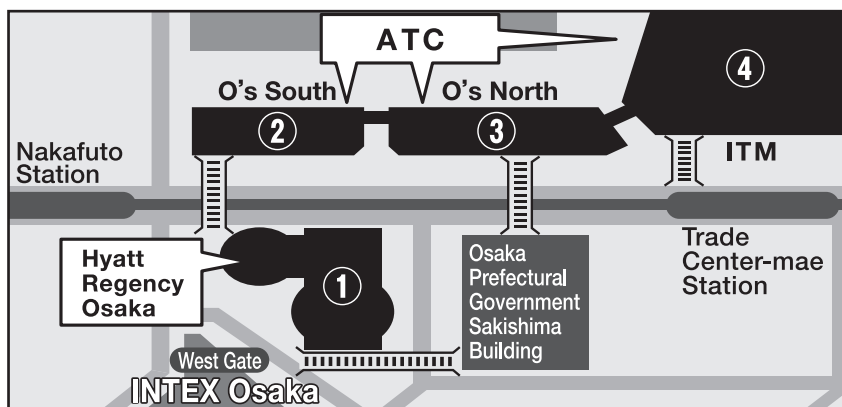 ATC
④
O's South
O's North
②
③
ITM
Nakafuto
Station
Hyatt
Regency
Osaka
①
Osaka
Prefectural
Government
Sakishima
Building
Trade
Center-mae
Station
West Gate
INTEX Osaka